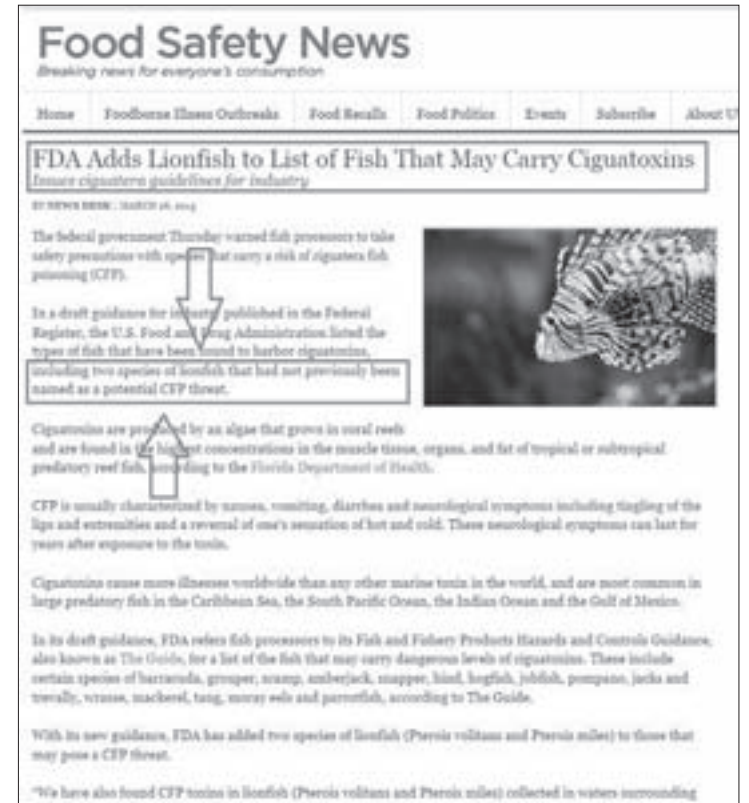 Food Safety News
Breaking news for everyone's consumption
Home Foodborne Illness Outbreaks Food Recalls Food Politics Events Subscribe About U
FDA Adds Lionfish to List of Fish That May Carry Ciguatoxins
Issues ciguatera guidelines for industry
BY NEWS DESK | MARCH
The federal government Thursday warned fish processors to take
safety precautions with species that carry a risk of ciguatera fish
poisoning (CFP).
In a draft guidance for industry published in the Federal
Register, the U.S. Food and Drug Administration listed the
types of fish that have been found to harbor ciguatoxins,
including two species of lionfish that had not previously been
named as a potential CFP threat.
Ciguatoxins are produced by an algae that grows in coral reefs
and are found in the highest concentrations in the muscle tissue, organs, and fat of tropical or subtropical
predatory reef fish, according to the Florida Department of Health.
CFP is usually characterized by nausea, vomiting, diarrhea and neurological symptoms including tingling of the
lips and extremities and a reversal of one's sensation of hot and cold. These neurological symptoms can last for
years after exposure to the toxin.
Ciguatoxins cause more illnesses worldwide than any other marine toxin in the world, and are most common in
large predatory fish in the Caribbean Sea, the South Pacific Ocean, the Indian Ocean and the Gulf of Mexico.
In its draft guidance, FDA refers fish processors to its Fish and Fishery Products Hazards and Controls Guidance,
also known as The Guide, for a list of the fish that may carry dangerous levels of ciguatoxins. These include
certain species of barracuda, grouper, scamp, amberjack, snapper, hind, hogfish, jobfish, pompano, jacks and
trevally, wrasse, mackerel, tang, moray eels and parrotfish, according to The Guide.
With its new guidance, FDA has added two species of lionfish (Pterois volitans and Pterois miles) to those that
may pose a CFP threat.
"We have also found CFP toxins in lionfish (Pterois volitans and Pterois miles) collected in waters surrounding